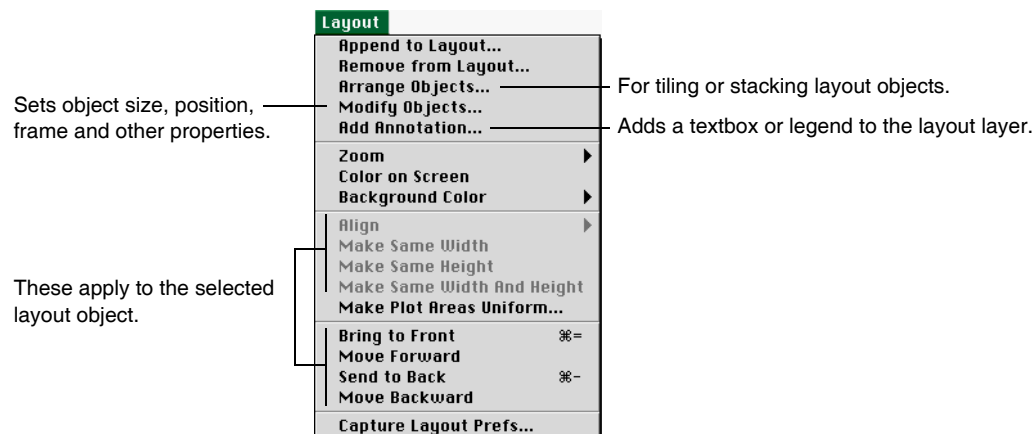 Layout
Append to Layout...
Remove from Layout...
Arrange Objects...
Modify Objects...
Add Annotation...
Zoom
Color on Screen
Background Color
Align
Make Same Width
Make Same Height
Make Same Width And Height
Make Plot Areas Uniform...
Bring to Front ⌘=
Move Forward
Send to Back ⌘-
Move Backward
Capture Layout Prefs...
Sets object size, position,
frame and other properties.
These apply to the selected
layout object.
For tiling or stacking layout objects.
Adds a textbox or legend to the layout layer.